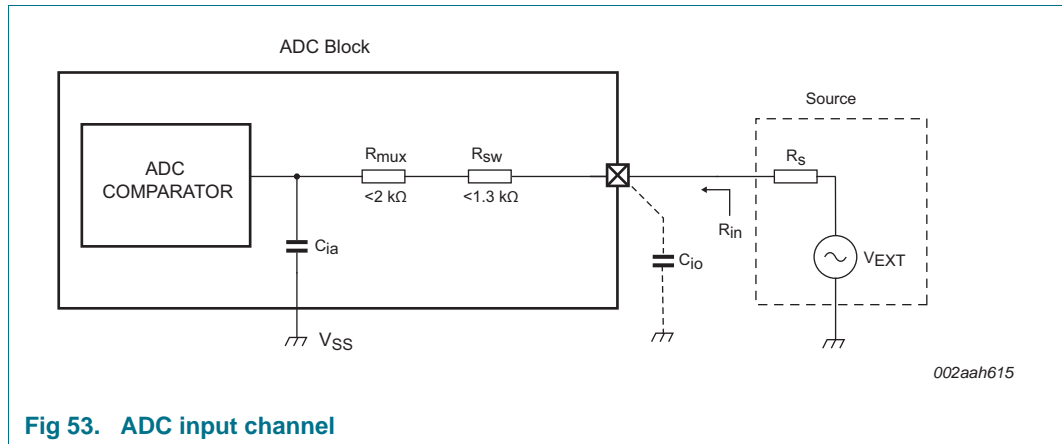 ADC Block
Source
ADC
COMPARATOR
Rmux
<2 kΩ
Rsw
<1.3 kΩ
Rs
Rin
Cia
Cio
VEXT
VSS
002aah615
Fig 53. ADC input channel